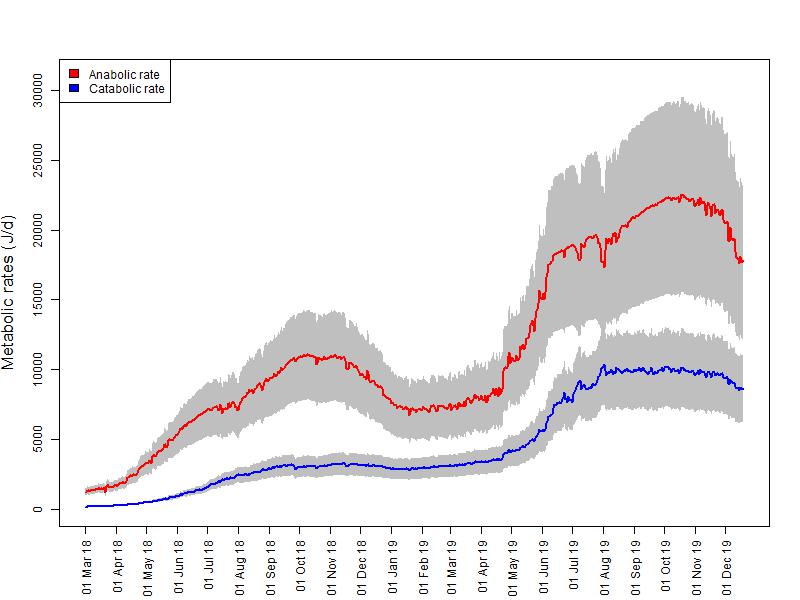 Anabolic rate
Catabolic rate
Metabolic rates (J/d)
30000
25000
20000
15000
10000
5000
0
01 Mar 18
01 Apr 18
01 May 18
01 Jun 18
01 Jul 18
01 Aug 18
01 Sep 18
01 Oct 18
01 Nov 18
01 Dec 18
01 Jan 19
01 Feb 19
01 Mar 19
01 Apr 19
01 May 19
01 Jun 19
01 Jul 19
01 Aug 19
01 Sep 19
01 Oct 19
01 Nov 19
01 Dec 19